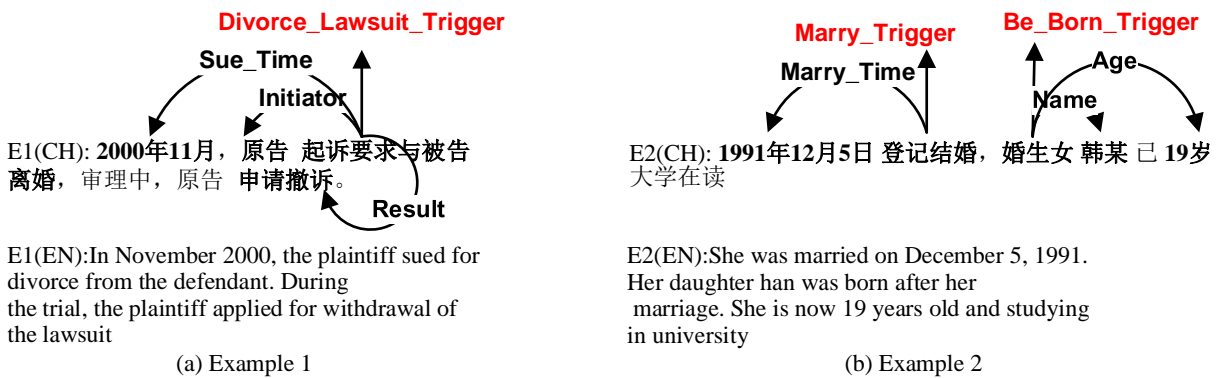 Divorce_Lawsuit_Trigger
Sue_Time
Initiator
E1(CH): 2000年11月，原告 起诉要求与被告
离婚，审理中，原告 申请撤诉。
Result
E1(EN):In November 2000, the plaintiff sued for
divorce from the defendant. During
the trial, the plaintiff applied for withdrawal of
the lawsuit
(a) Example 1
Marry_Trigger
Be_Born_Trigger
Marry_Time
Age
Name
E2(CH): 1991年12月5日 登记结婚，婚生女 韩某 已 19岁
大学在读
E2(EN):She was married on December 5, 1991.
Her daughter han was born after her
marriage. She is now 19 years old and studying
in university
(b) Example 2